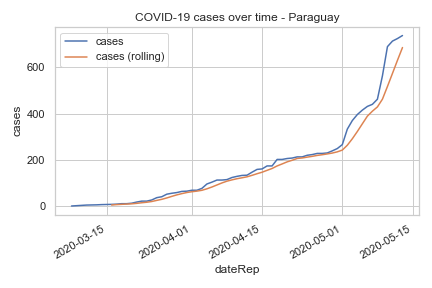 COVID-19 cases over time - Paraguay
cases
cases (rolling)
600
400
200
0
cases
2020-03-15
2020-04-01
2020-04-15
2020-05-01
2020-05-15
dateRep